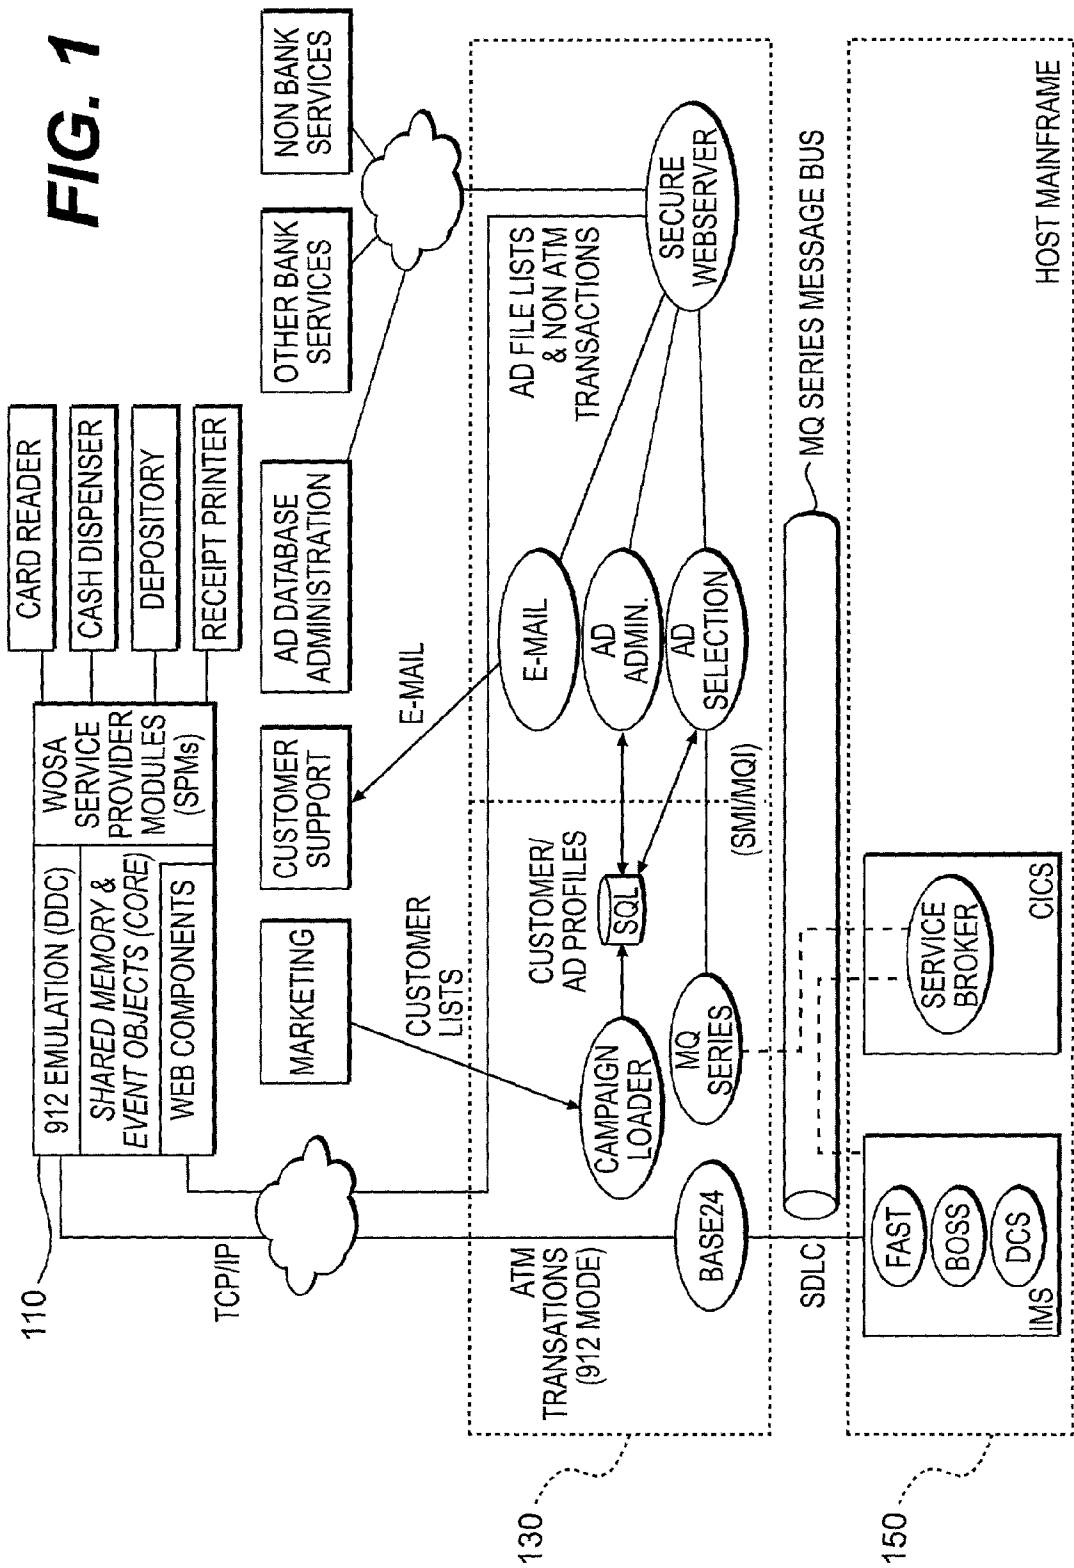 FIG. 1
110
912 EMULATION (DDC)
SHARED MEMORY &
EVENT OBJECTS (CORE)
WEB COMPONENTS
WOSA
SERVICE
PROVIDER
MODULES
(SPMs)
CARD READER
CASH DISPENSER
DEPOSITORY
RECEIPT PRINTER
TCP/IP
MARKETING
CUSTOMER
SUPPORT
AD DATABASE
ADMINISTRATION
OTHER BANK
SERVICES
NON BANK
SERVICES
CUSTOMER
LISTS
E-MAIL
130
ATM
TRANSATIONS
(912 MODE)
BASE24
CAMPAIGN
LOADER
MQ
SERIES
CUSTOMER/
AD PROFILES
SQL
(SMI/MQI)
E-MAIL
AD
ADMIN.
AD
SELECTION
AD FILE LISTS
& NON ATM
TRANSACTIONS
SECURE
WEBSERVER
SDLC
MQ SERIES MESSAGE BUS
150
FAST
BOSS
DCS
IMS
SERVICE
BROKER
CICS
HOST MAINFRAME